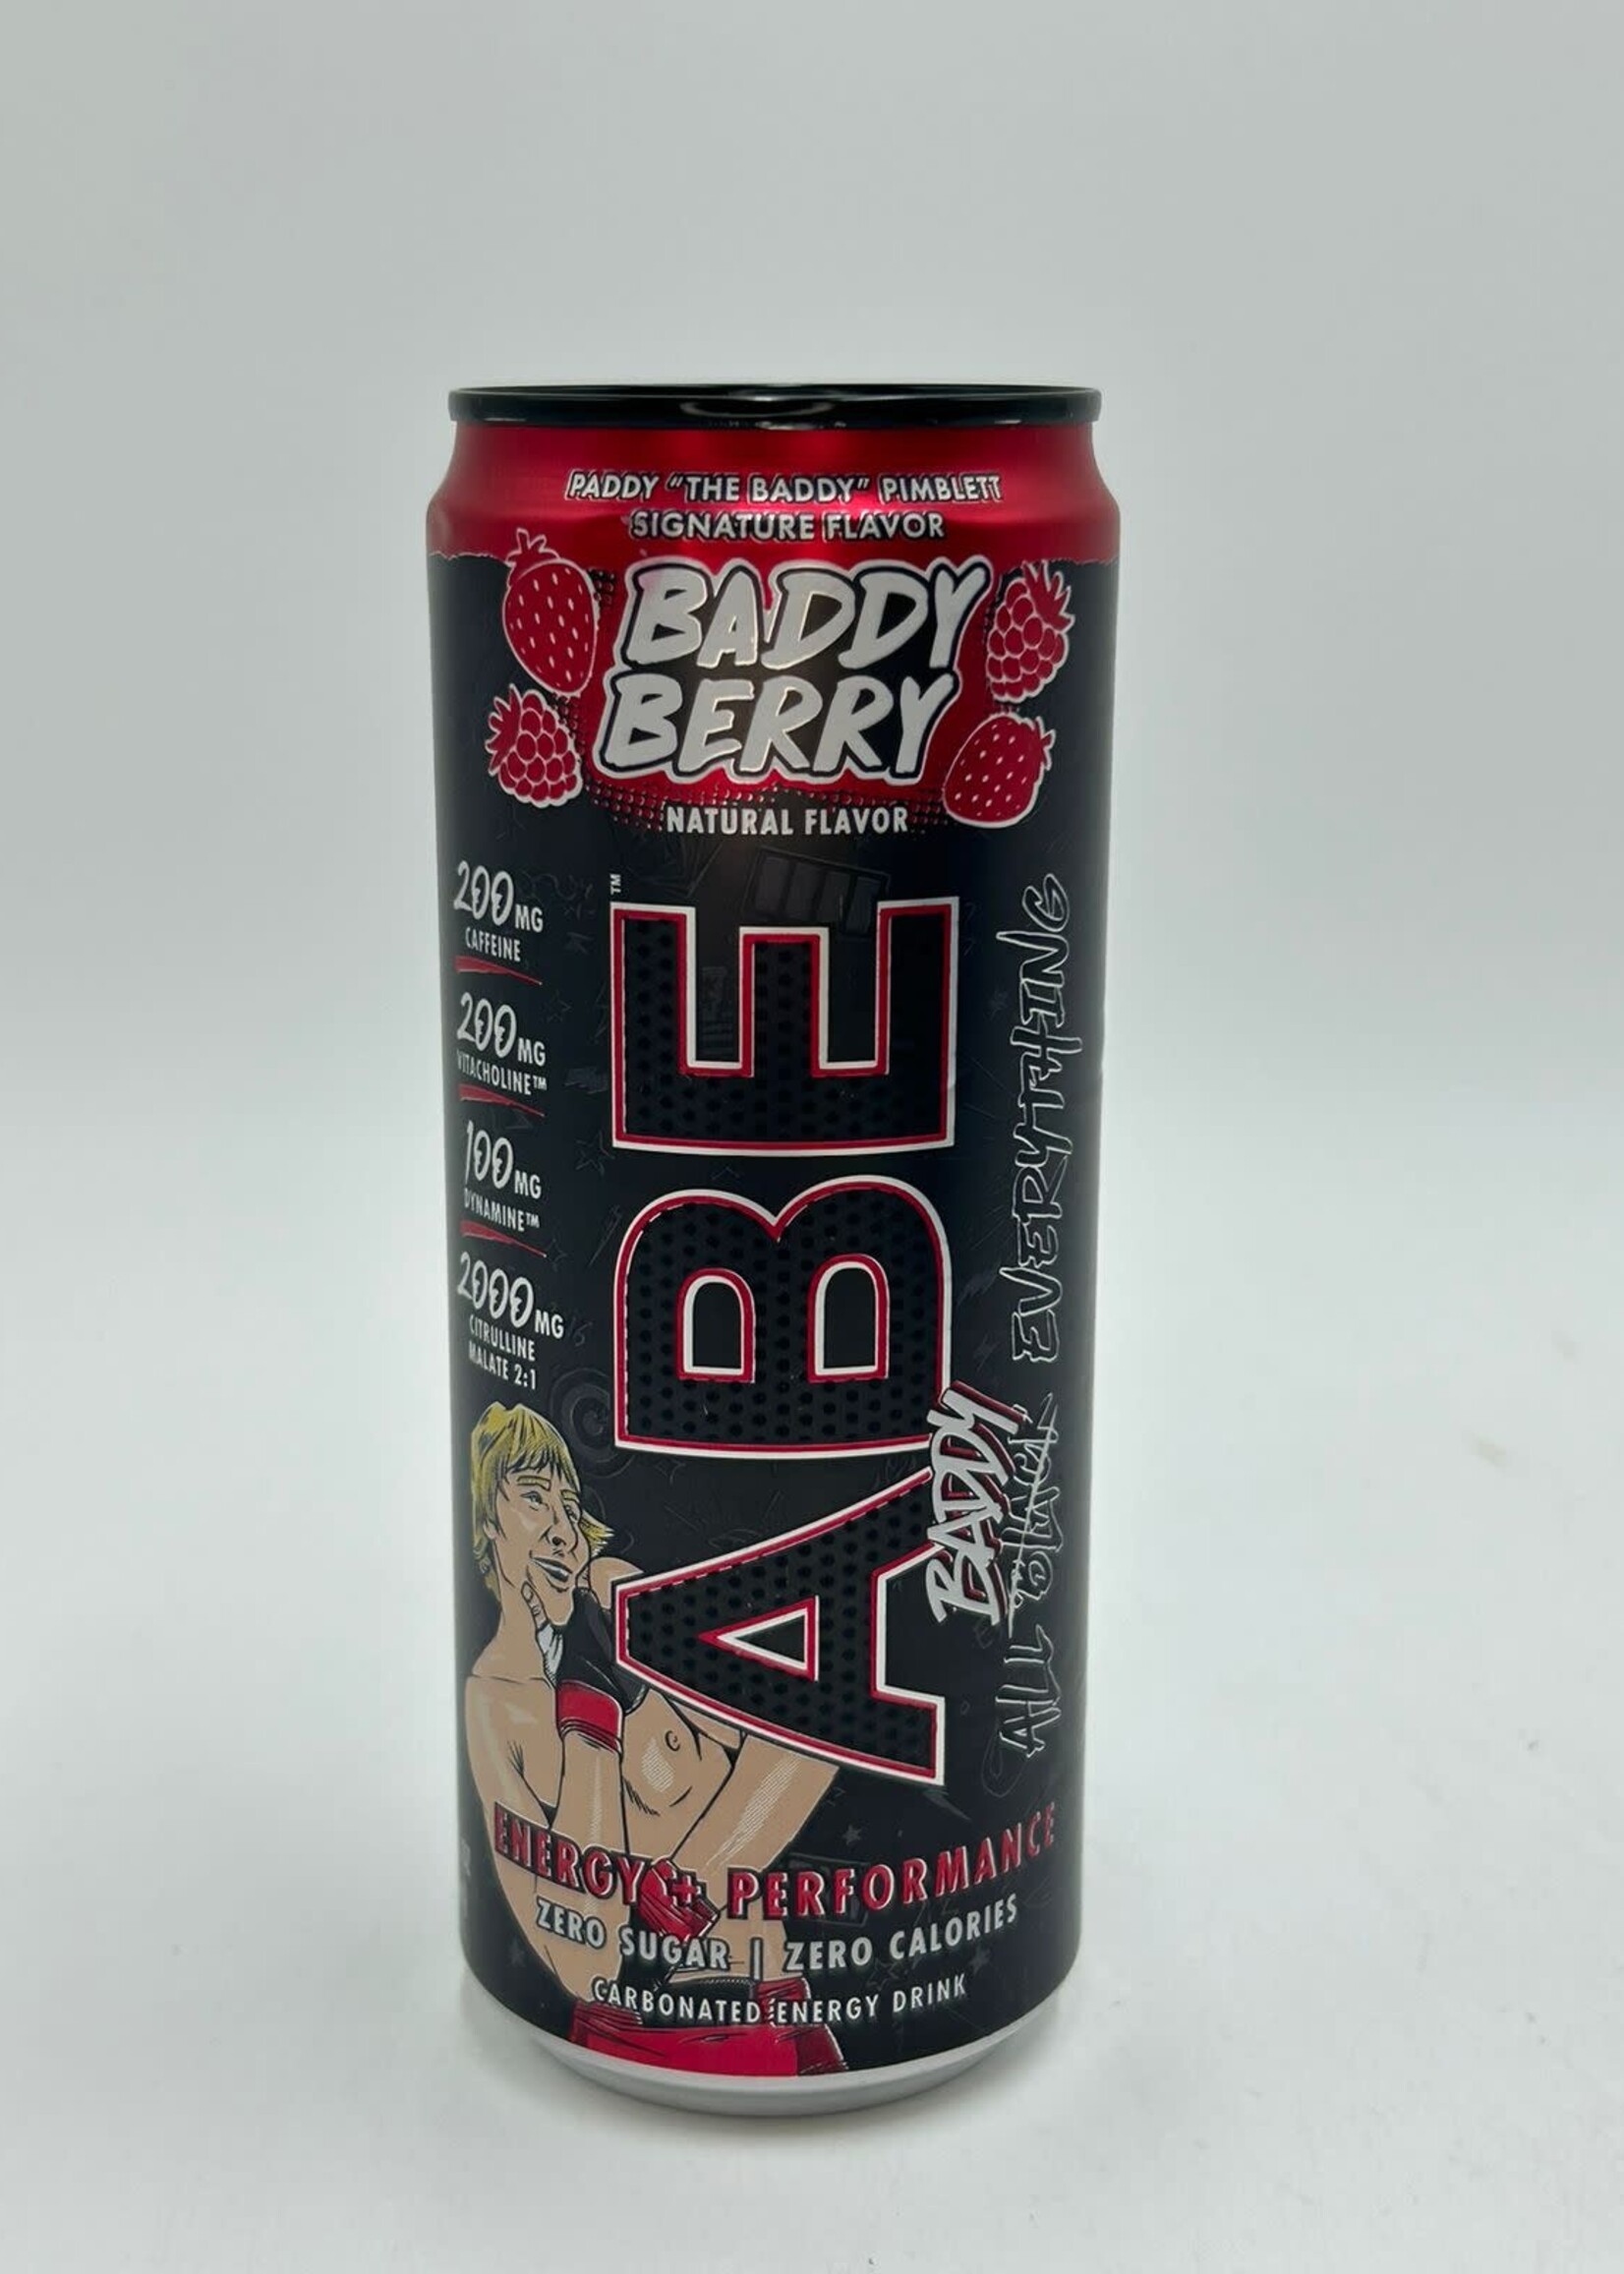 PADDY "THE BADDY" PIMBLETT
SIGNATURE FLAVOR
BADDY
BERRY
NATURAL FLAVOR
200MG
CAFFEINE
200MG
VITACHOLINE™
100MG
DYNAMINE™
2000MG
CITRULLINE
MALATE 2:1
ABE™
ALL BLACK EVERYTHING
BADDY
ENERGY + PERFORMANCE
ZERO SUGAR | ZERO CALORIES
CARBONATED ENERGY DRINK